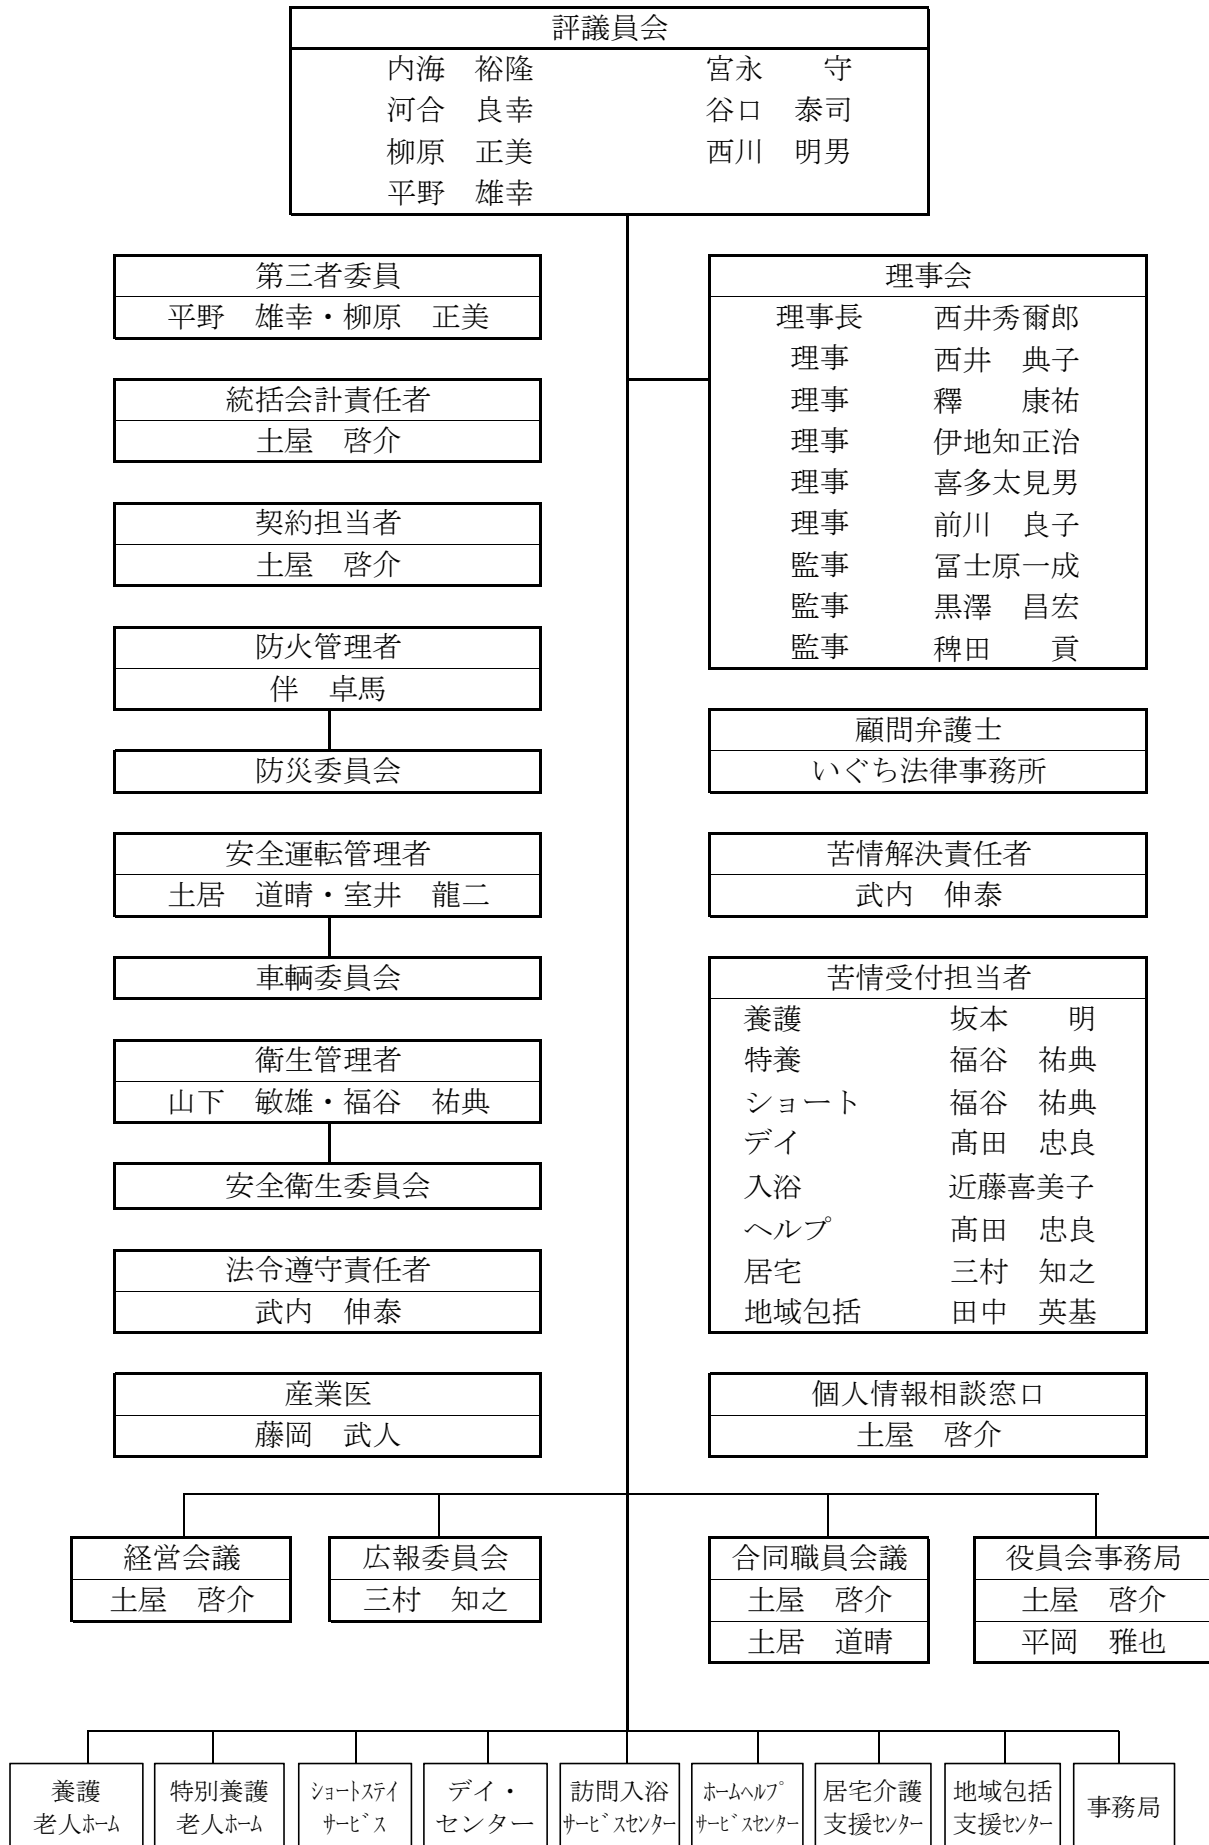 評議員会
内海　裕隆　宮永　守
河合　良幸　谷口　泰司
柳原　正美　西川　明男
平野　雄幸
第三者委員
平野　雄幸・柳原　正美
統括会計責任者
土屋　啓介
契約担当者
土屋　啓介
防火管理者
伴　卓馬
防災委員会
安全運転管理者
土居　道晴・室井　龍二
車輌委員会
衛生管理者
山下　敏雄・福谷　祐典
安全衛生委員会
法令遵守責任者
武内　伸泰
産業医
藤岡　武人
理事会
理事長　西井秀爾郎
理事　西井　典子
理事　釋　康祐
理事　伊地知正治
理事　喜多太見男
理事　前川　良子
監事　冨士原一成
監事　黒澤　昌宏
監事　稗田　貢
顧問弁護士
いぐち法律事務所
苦情解決責任者
武内　伸泰
苦情受付担当者
養護　坂本　明
特養　福谷　祐典
ショート　福谷　祐典
デイ　髙田　忠良
入浴　近藤喜美子
ヘルプ　髙田　忠良
居宅　三村　知之
地域包括　田中　英基
個人情報相談窓口
土屋　啓介
経営会議
土屋　啓介
広報委員会
三村　知之
合同職員会議
土屋　啓介
土居　道晴
役員会事務局
土屋　啓介
平岡　雅也
養護
老人ホーム
特別養護
老人ホーム
ショートステイ
サービス
デイ・
センター
訪問入浴
サービスセンター
ホームヘルプ
サービスセンター
居宅介護
支援センター
地域包括
支援センター
事務局